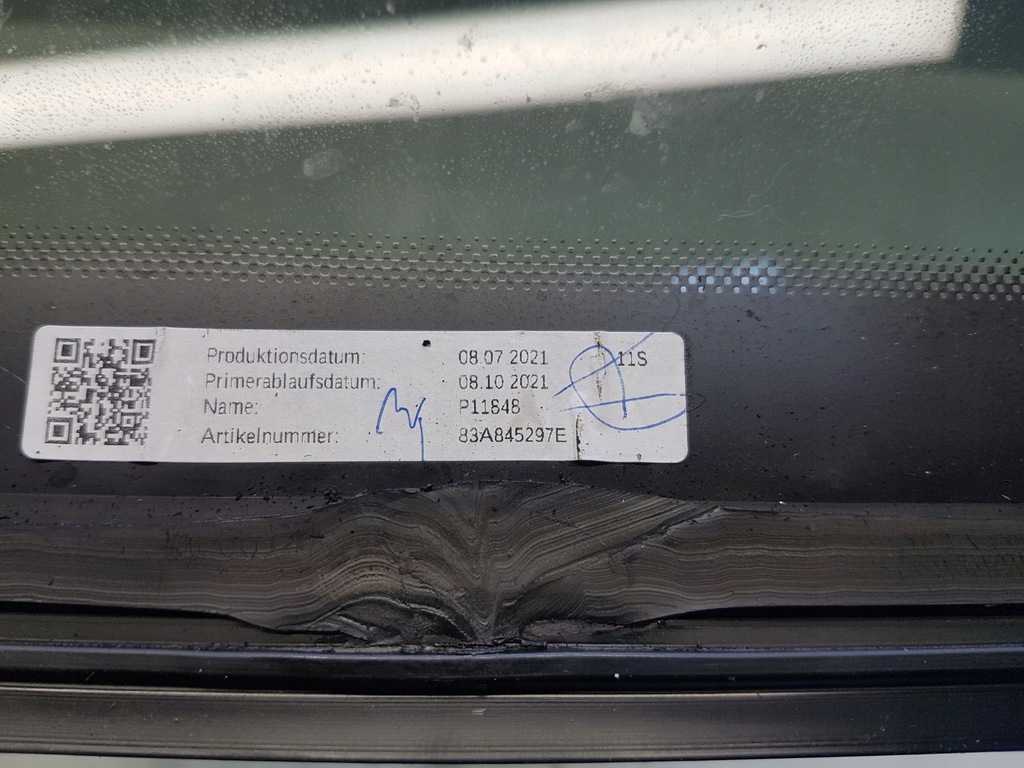 Produktionsdatum: 08.07.2021 11S
Primerablaufsdatum: 08.10.2021
Name: P11848
Artikelnummer: 83A845297E